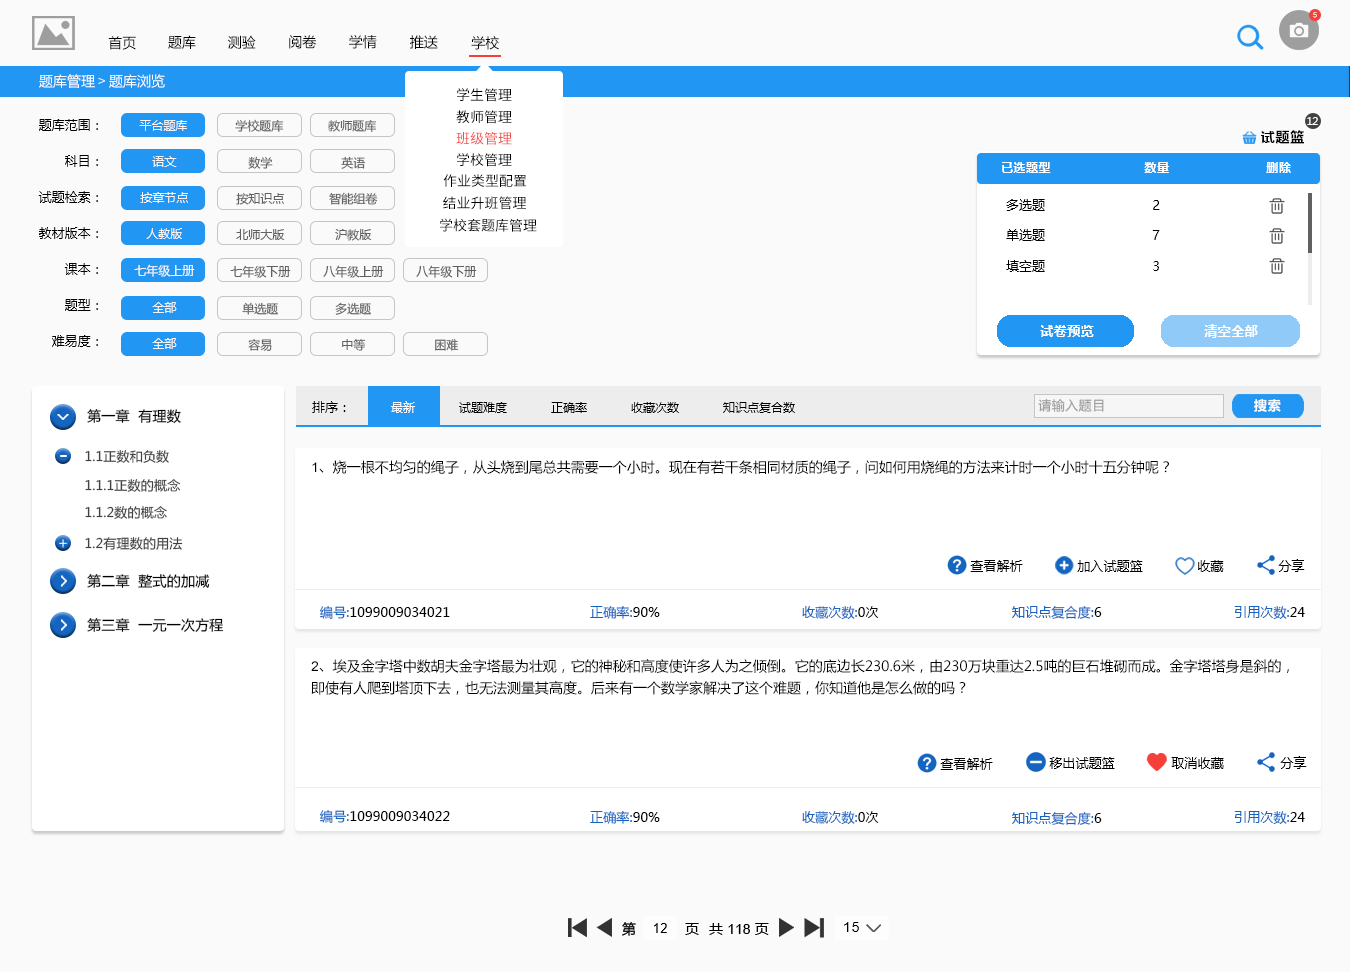 首页 题库 测验 阅卷 学情 推送 学校 5
题库管理 > 题库浏览
学生管理
教师管理
班级管理
学校管理
作业类型配置
结业升班管理
学校套题库管理
题库范围： 平台题库 学校题库 教师题库
科目： 语文 数学 英语
试题检索： 按章节点 按知识点 智能组卷
教材版本： 人教版 北师大版 沪教版
课本： 七年级上册 七年级下册 八年级上册 八年级下册
题型： 全部 单选题 多选题
难易度： 全部 容易 中等 困难
试题篮 12
已选题型 数量 删除
多选题 2
单选题 7
填空题 3
试卷预览 清空全部
第一章 有理数
1.1正数和负数
1.1.1正数的概念
1.1.2数的概念
1.2有理数的用法
第二章 整式的加减
第三章 一元一次方程
排序： 最新 试题难度 正确率 收藏次数 知识点复合数 请输入题目 搜索
1、烧一根不均匀的绳子，从头烧到尾总共需要一个小时。现在有若干条相同材质的绳子，问如何用烧绳的方法来计时一个小时十五分钟呢？
查看解析 加入试题篮 收藏 分享
编号:1099009034021 正确率:90% 收藏次数:0次 知识点复合度:6 引用次数:24
2、埃及金字塔中数胡夫金字塔最为壮观，它的神秘和高度使许多人为之倾倒。它的底边长230.6米，由230万块重达2.5吨的巨石堆砌而成。金字塔塔身是斜的，
即使有人爬到塔顶下去，也无法测量其高度。后来有一个数学家解决了这个难题，你知道他是怎么做的吗？
查看解析 移出试题篮 取消收藏 分享
编号:1099009034022 正确率:90% 收藏次数:0次 知识点复合度:6 引用次数:24
第 12 页 共 118 页 15